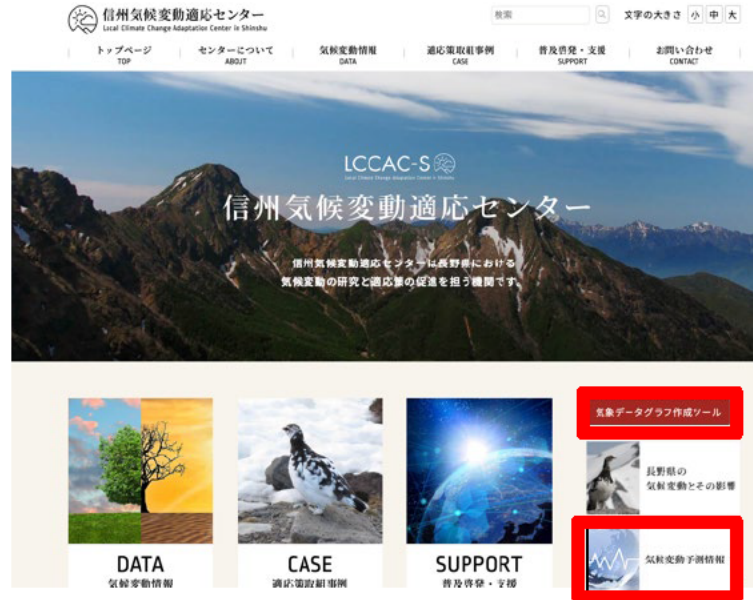 信州気候変動適応センター
Local Climate Change Adaptation Center in Shinshu
検索
文字の大きさ 小 中 大
トップページ
TOP
センターについて
ABOUT
気候変動情報
DATA
適応策取組事例
CASE
普及啓発・支援
SUPPORT
お問い合わせ
CONTACT
LCCAC-S
Local Climate Change Adaptation Center in Shinshu
信州気候変動適応センター
信州気候変動適応センターは長野県における
気候変動の研究と適応策の促進を担う機関です。
気象データグラフ作成ツール
長野県の
気候変動とその影響
気候変動予測情報
DATA
気候変動情報
CASE
適応策取組事例
SUPPORT
普及啓発・支援